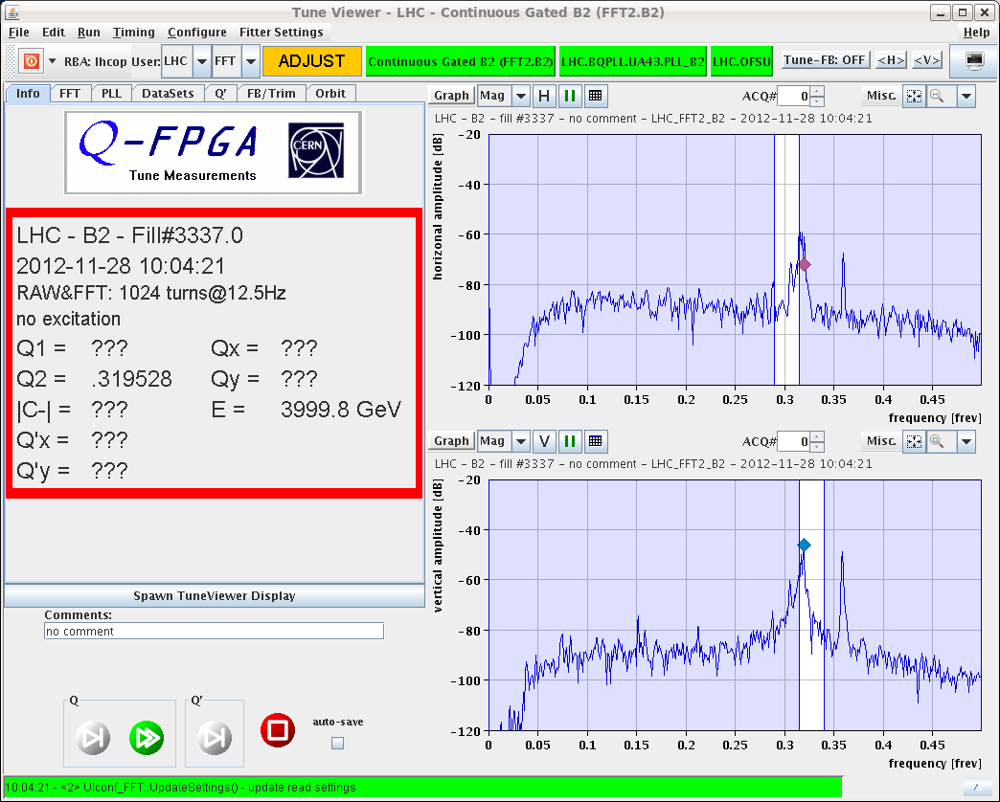 Tune Viewer - LHC - Continuous Gated B2 (FFT2.B2)
File Edit Run Timing Configure Fitter Settings Help
RBA: lhcop User: LHC FFT ADJUST Continuous Gated B2 (FFT2.B2) LHC.BQPLL.UA43.PLL_B2 LHC.OFSU Tune-FB: OFF <H> <V>
Info FFT PLL DataSets Q' FB/Trim Orbit
Q-FPGA
Tune Measurements
CERN
LHC - B2 - Fill#3337.0
2012-11-28 10:04:21
RAW&FFT: 1024 turns@12.5Hz
no excitation
Q1 = ??? Qx = ???
Q2 = .319528 Qy = ???
|C-| = ??? E = 3999.8 GeV
Q'x = ???
Q'y = ???
Spawn TuneViewer Display
Comments:
no comment
Q
Q'
auto-save
Graph Mag H ACQ# 0 Misc.
LHC - B2 - fill #3337 - no comment - LHC_FFT2_B2 - 2012-11-28 10:04:21
horizonal amplitude [dB]
-20
-40
-60
-80
-100
-120
0 0.05 0.1 0.15 0.2 0.25 0.3 0.35 0.4 0.45
frequency [frev]
Graph Mag V ACQ# 0 Misc.
LHC - B2 - fill #3337 - no comment - LHC_FFT2_B2 - 2012-11-28 10:04:21
vertical amplitude [dB]
-20
-40
-60
-80
-100
-120
0 0.05 0.1 0.15 0.2 0.25 0.3 0.35 0.4 0.45
frequency [frev]
10:04:21 - <2> UIconf_FFT::UpdateSettings() - update read settings